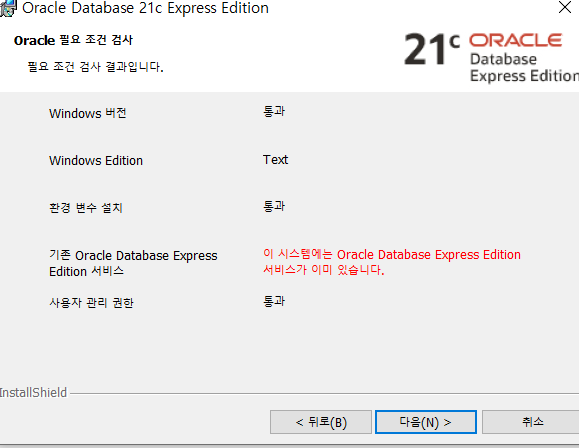 Oracle Database 21c Express Edition
Oracle 필요 조건 검사
필요 조건 검사 결과입니다.
21c ORACLE
Database
Express Edition
Windows 버전 통과
Windows Edition Text
환경 변수 설치 통과
기존 Oracle Database Express
Edition 서비스
이 시스템에는 Oracle Database Express Edition
서비스가 이미 있습니다.
사용자 관리 권한 통과
InstallShield
< 뒤로(B) 다음(N) > 취소